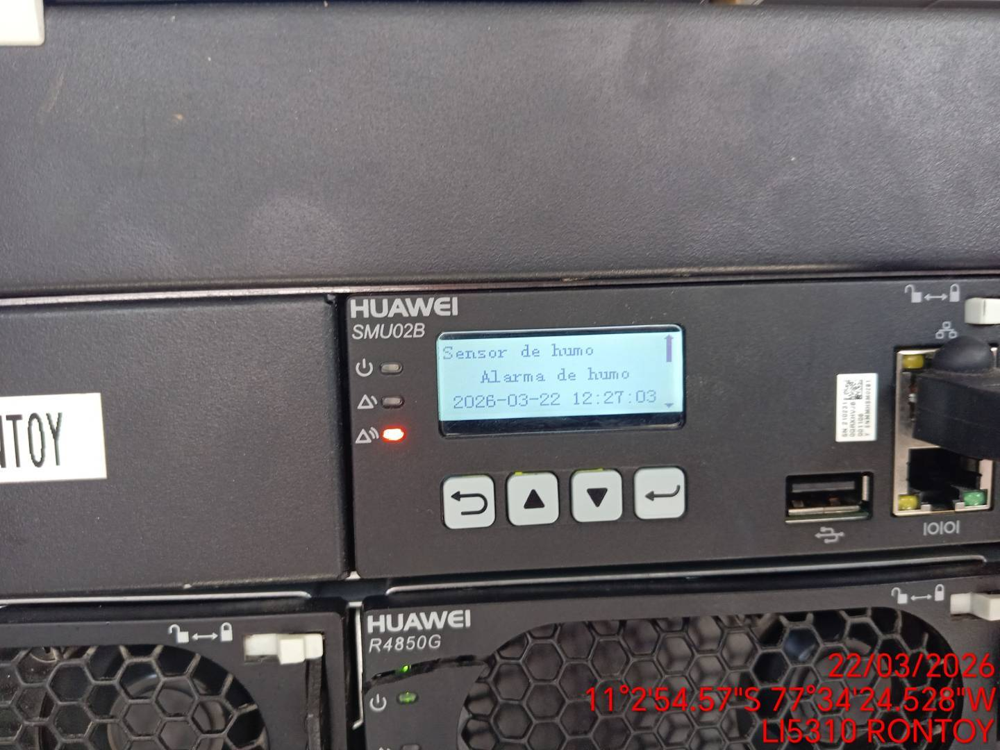 HUAWEI
SMU02B
Sensor de humo
Alarma de humo
2026-03-22 12:27:03
NTOY
|O|O|
HUAWEI
R4850G
22/03/2026
11°2'54.57"S 77°34'24.528"W
LI5310 RONTOY